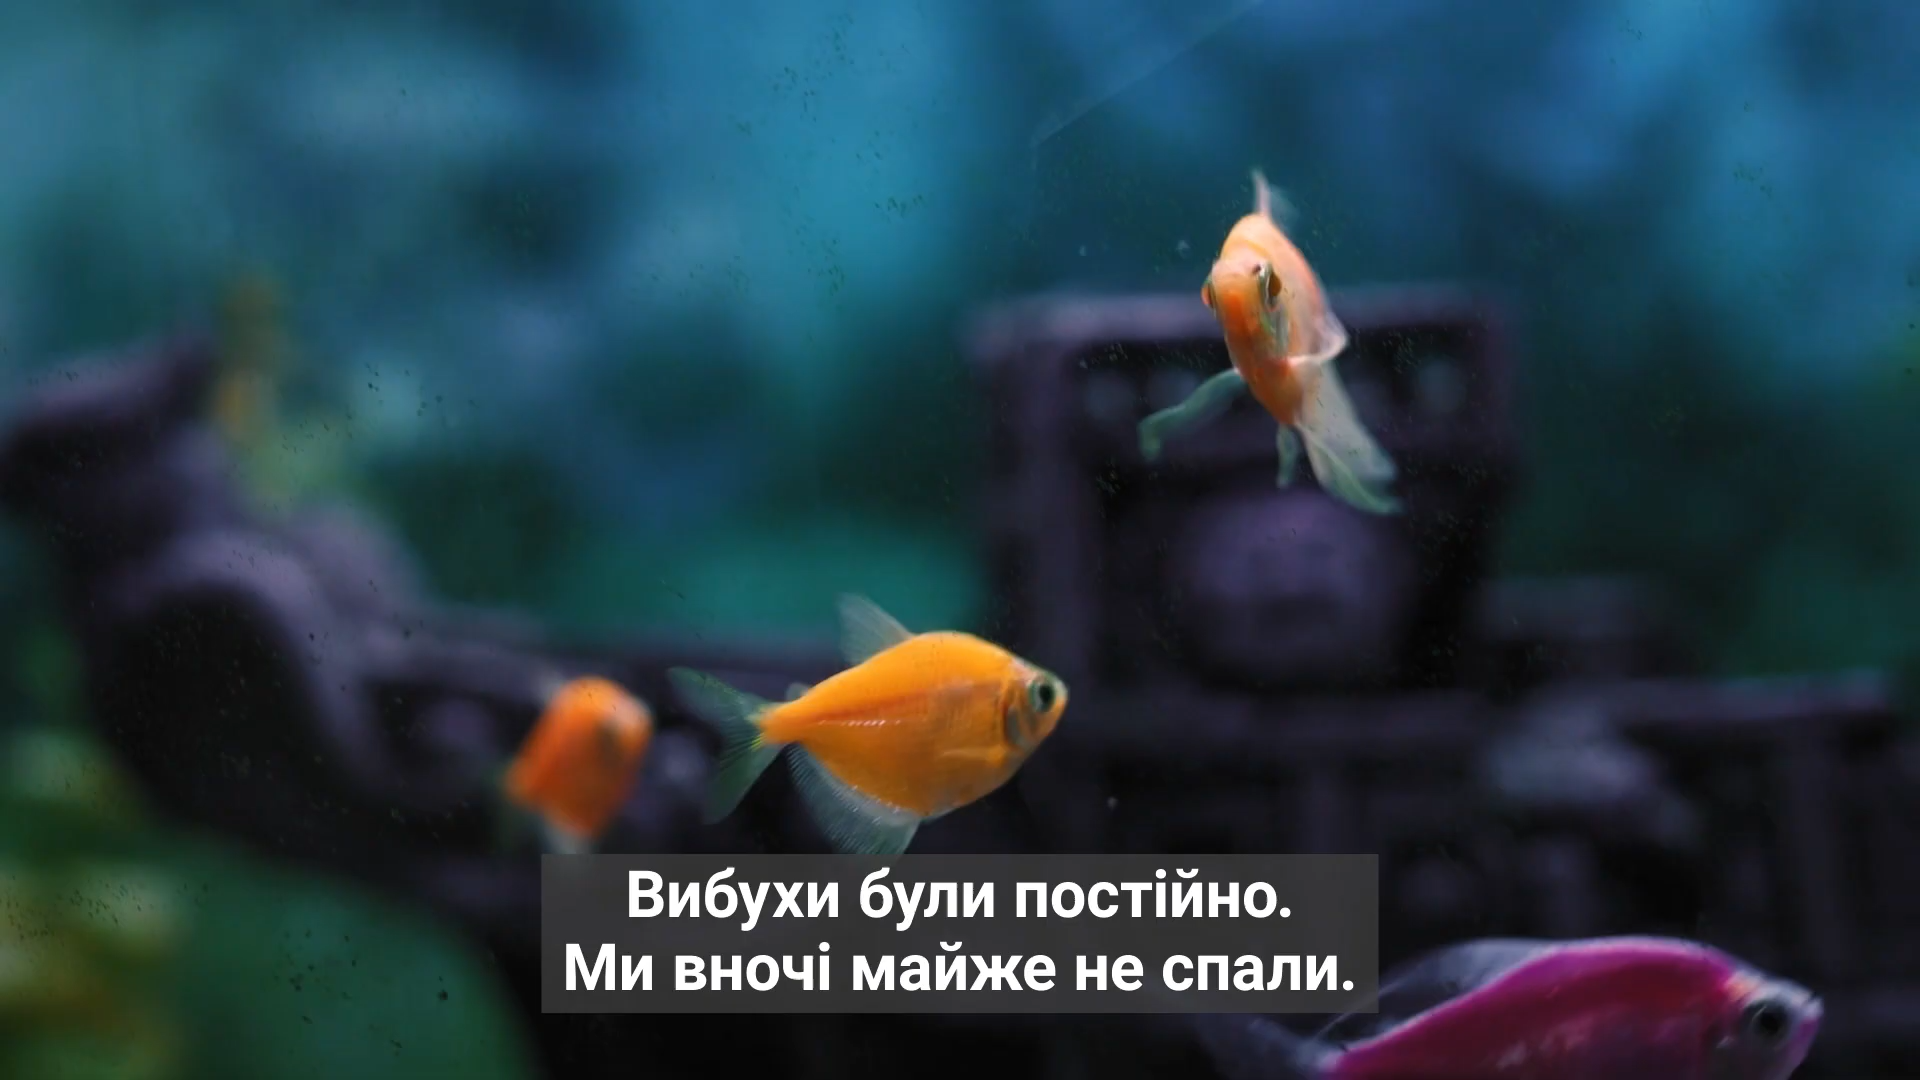 Вибухи були постійно.
Ми вночі майже не спали.